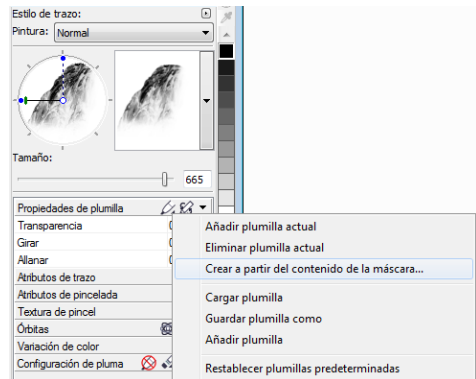 Estilo de trazo:
Pintura: Normal
Tamaño:
665
Propiedades de plumilla
Transparencia
Girar
Allanar
Atributos de trazo
Atributos de pincelada
Textura de pincel
Órbitas
Variación de color
Configuración de pluma
Añadir plumilla actual
Eliminar plumilla actual
Crear a partir del contenido de la máscara...
Cargar plumilla
Guardar plumilla como
Añadir plumilla
Restablecer plumillas predeterminadas